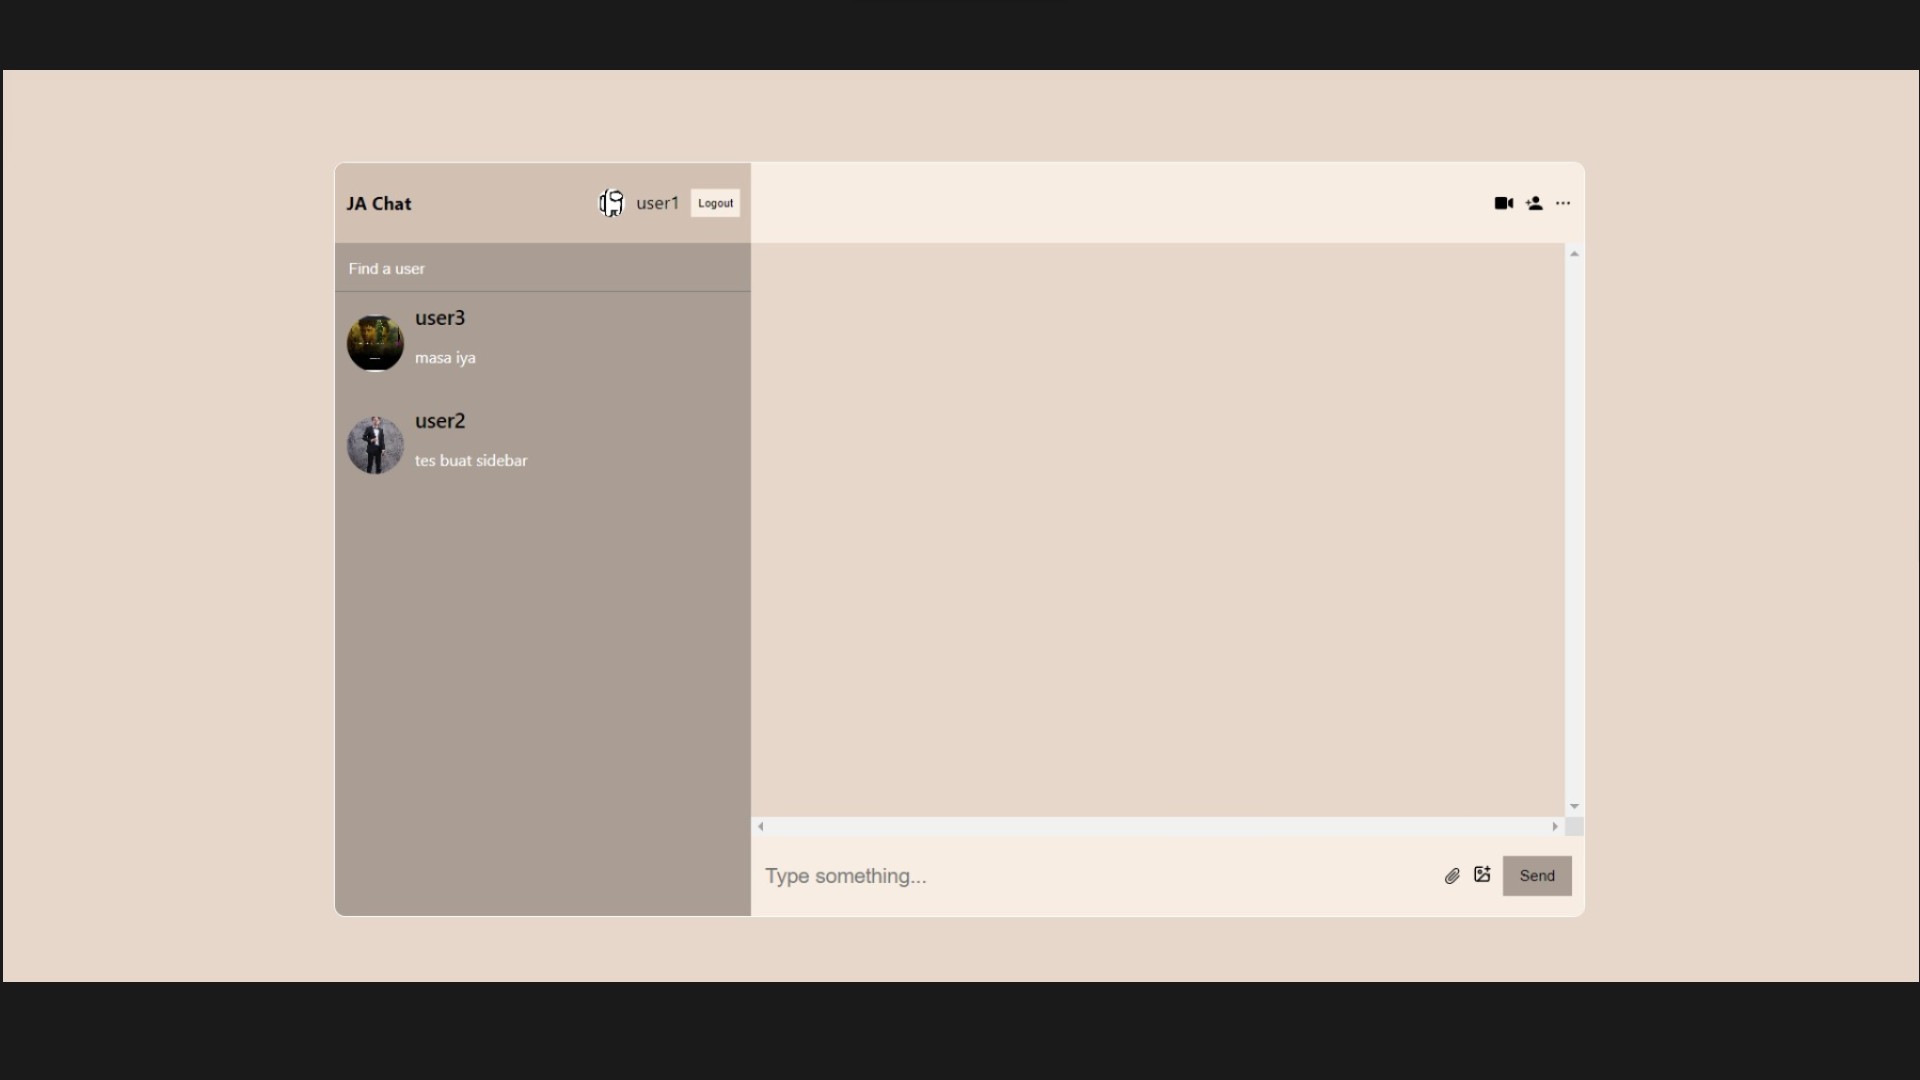 JA Chat
user1
Logout
Find a user
user3
masa iya
user2
tes buat sidebar
Type something...
Send